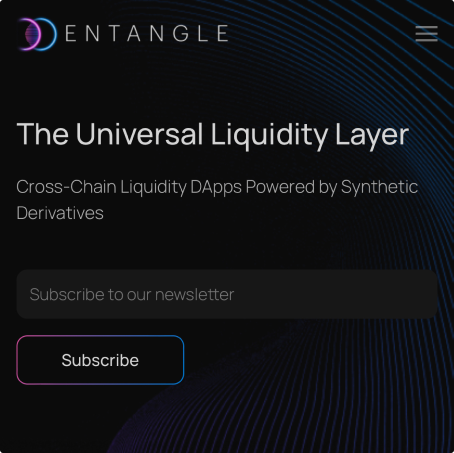 ENTANGLE
The Universal Liquidity Layer
Cross-Chain Liquidity DApps Powered by Synthetic
Derivatives
Subscribe to our newsletter
Subscribe